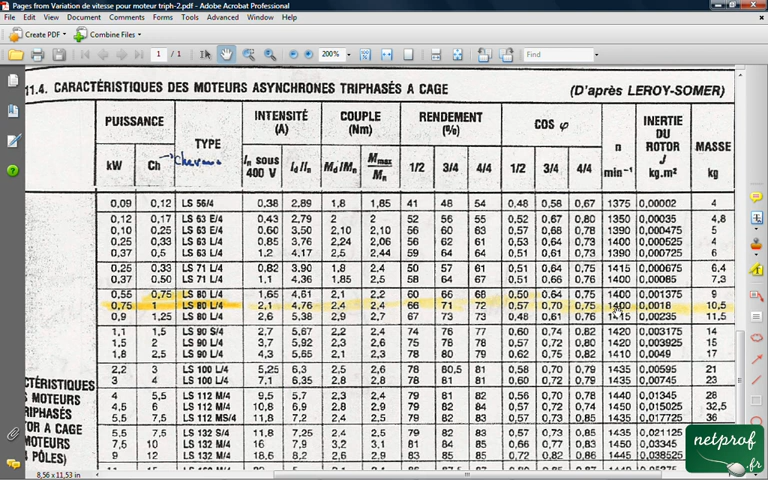 Pages from Variation de vitesse pour moteur triph-2.pdf - Adobe Acrobat Professional
File Edit View Document Comments Forms Tools Advanced Window Help
Create PDF Combine Files
1 / 1 200% Find
11.4. CARACTÉRISTIQUES DES MOTEURS ASYNCHRONES TRIPHASÉS A CAGE (D'après LEROY-SOMER)
PUISSANCE TYPE INTENSITÉ (A) COUPLE (Nm) RENDEMENT (%) COS φ n min⁻¹ INERTIE DU ROTOR J kg.m² MASSE kg
kW Ch → chevaux In sous 400 V Id/In Md/Mn Mmax/Mn 1/2 3/4 4/4 1/2 3/4 4/4
0,09 0,12 LS 56/4 0,38 2,89 1,8 1,85 41 48 54 0,48 0,58 0,67 1375 0,00002 4
0,12 0,17 LS 63 E/4 0,43 2,79 2 2 52 56 55 0,52 0,67 0,80 1350 0,00035 4,8
0,10 0,25 LS 63 E/4 0,60 3,50 2,10 2,10 56 60 63 0,57 0,68 0,78 1390 0,000475 5
0,25 0,33 LS 63 L/4 0,85 3,76 2,24 2,06 56 62 61 0,53 0,64 0,73 1400 0,000525 4
0,37 0,5 LS 63 L/4 1,2 4,17 2,5 2,44 59 64 64 0,51 0,61 0,73 1390 0,000725 6
0,25 0,33 LS 71 L/4 0,82 3,90 1,8 2,4 50 57 61 0,51 0,64 0,75 1415 0,000675 6,4
0,37 0,50 LS 71 L/4 1,1 4,36 1,85 2,5 58 64 67 0,51 0,66 0,76 1400 0,00085 7,3
0,55 0,75 LS 80 L/4 1,65 4,61 2,1 2,2 60 66 68 0,50 0,64 0,75 1400 0,001375 9
0,75 1 LS 80 L/4 2,1 4,76 2,4 2,2 66 71 72 0,57 0,70 0,75 1400 0,0018 10,5
0,9 1,25 LS 80 L/4 2,6 5,38 2,9 2,7 67 73 73 0,48 0,61 0,76 1415 0,00235 11,5
1,1 1,5 LS 90 S/4 2,7 5,67 2,2 2,4 74 76 77 0,60 0,74 0,82 1420 0,003175 14
1,5 2 LS 90 L/4 3,7 5,92 2,3 2,6 75 78 78 0,57 0,73 0,82 1420 0,003925 15
1,8 2,5 LS 90 L/4 4,3 5,65 2,1 2,3 78 80 79 0,62 0,75 0,82 1410 0,0049 17
2,2 3 LS 100 L/4 5,25 6,3 2,5 2,6 78 80,5 81 0,58 0,70 0,79 1435 0,00595 21
3 4 LS 100 L/4 7,1 6,35 2,8 2,8 78 81 81 0,60 0,72 0,79 1435 0,00745 23
4 5,5 LS 112 M/4 9,5 5,7 2,4 2,3 79 81 82 0,56 0,70 0,78 1440 0,01345 28
4,5 6 LS 112 M/4 10,8 6,9 2,8 2,9 79 82 84 0,57 0,72 0,74 1450 0,015025 32,5
5,5 7,5 LS 112 MS/4 11,8 7,2 2,4 2,5 79 82 82 0,57 0,73 0,85 1435 0,017725 36
5,5 7,5 LS 132 S/4 11,8 7,25 2,4 2,5 79 82 83 0,57 0,73 0,85 1435 0,021125
7,5 10 LS 132 M/4 16 7,9 3,2 3,1 81 84 85 0,66 0,77 0,83 1450 0,03345
9 12 LS 132 M/4 18,6 8,2 2,6 2,9 83 85 85 0,72 0,82 0,86 1445 0,038525
CTÉRISTIQUES
MOTEURS
RIPHASÉS
OR A CAGE
MOTEURS
PÔLES)
8,56 x 11,53 in
netprof
.fr